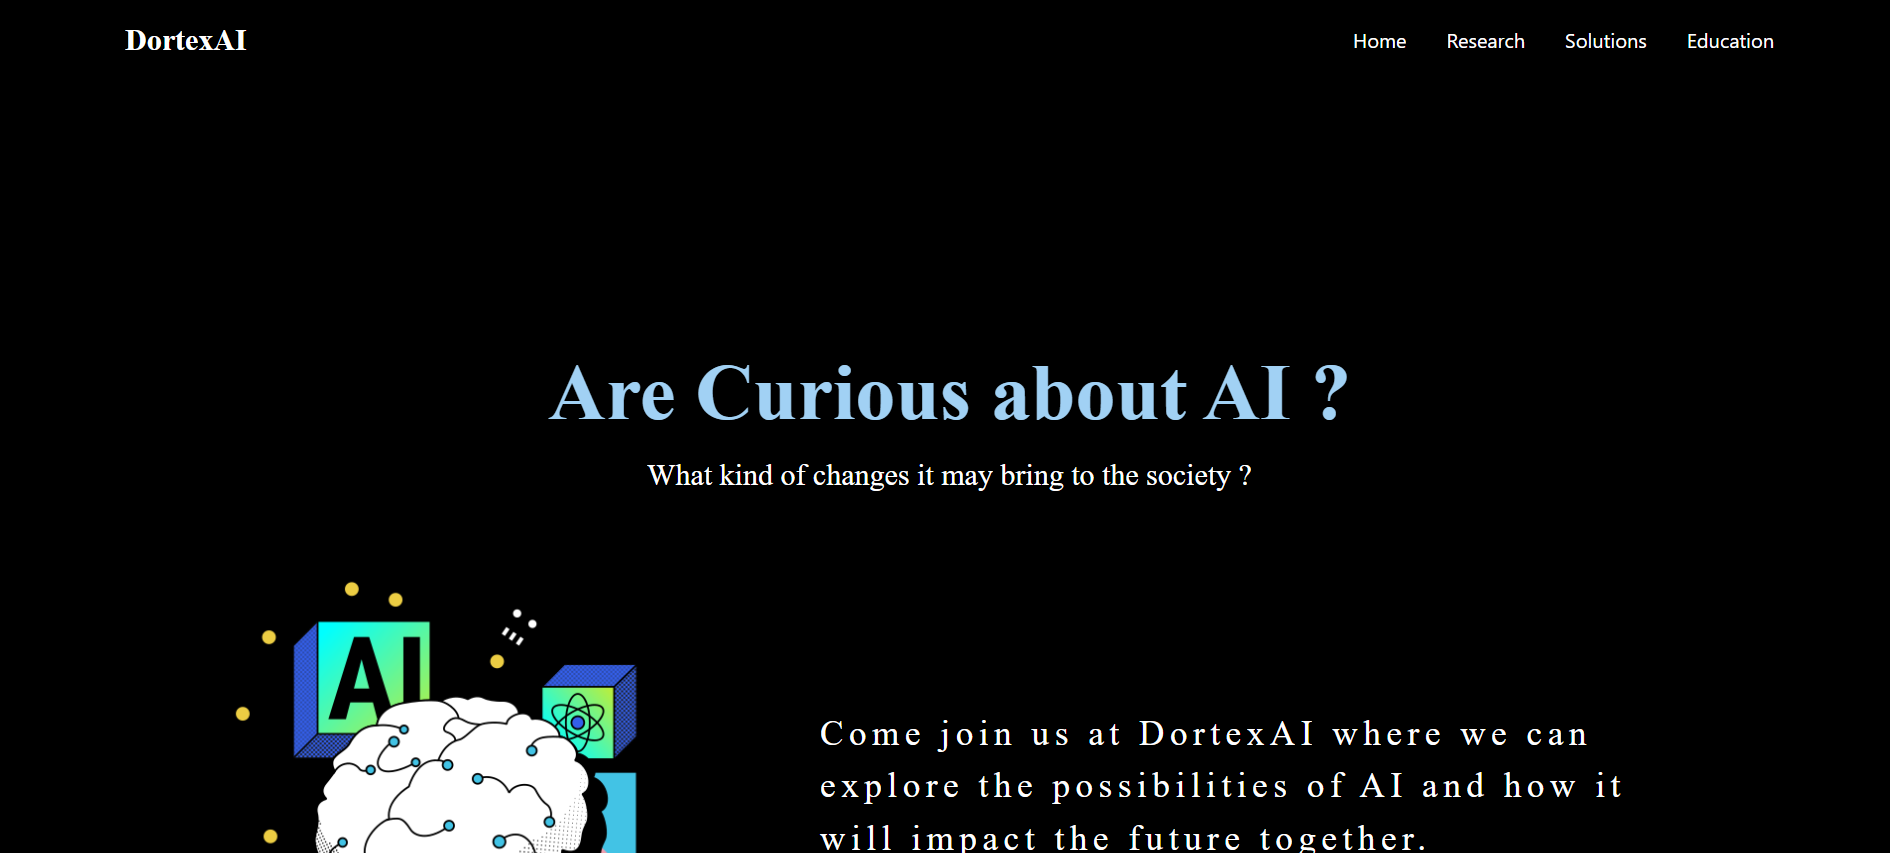 DortexAI
Home Research Solutions Education
Are Curious about AI ?
What kind of changes it may bring to the society ?
AI
Come join us at DortexAI where we can
explore the possibilities of AI and how it
will impact the future together.